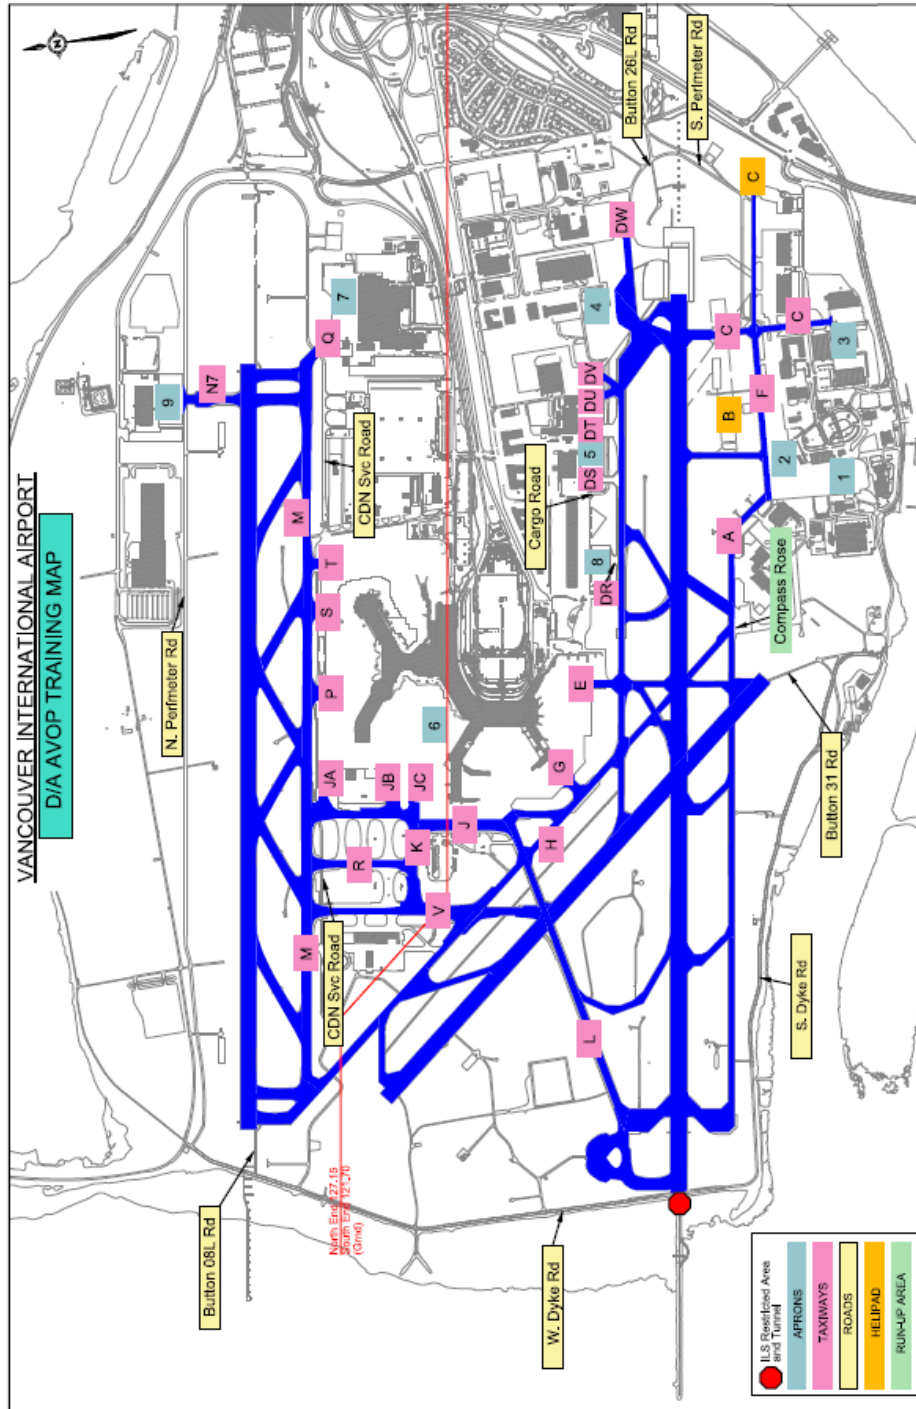 VANCOUVER INTERNATIONAL AIRPORT
D/A AVOP TRAINING MAP
N
N. Perimeter Rd
9
N7
Q
7
M
CDN Svc Road
T
S
P
6
JA
JB
JC
J
K
R
V
M
CDN Svc Road
Button 08L Rd
North End 127.15
South End 121.70
(Grnd)
W. Dyke Rd
L
H
G
E
DR
8
Cargo Road
DS
5
DT
DU
DV
4
DW
Button 26L Rd
S. Perimeter Rd
C
C
C
3
F
B
2
1
A
Compass Rose
Button 31 Rd
S. Dyke Rd
ILS Restricted Area
and Tunnel
APRONS
TAXIWAYS
ROADS
HELIPAD
RUN-UP AREA